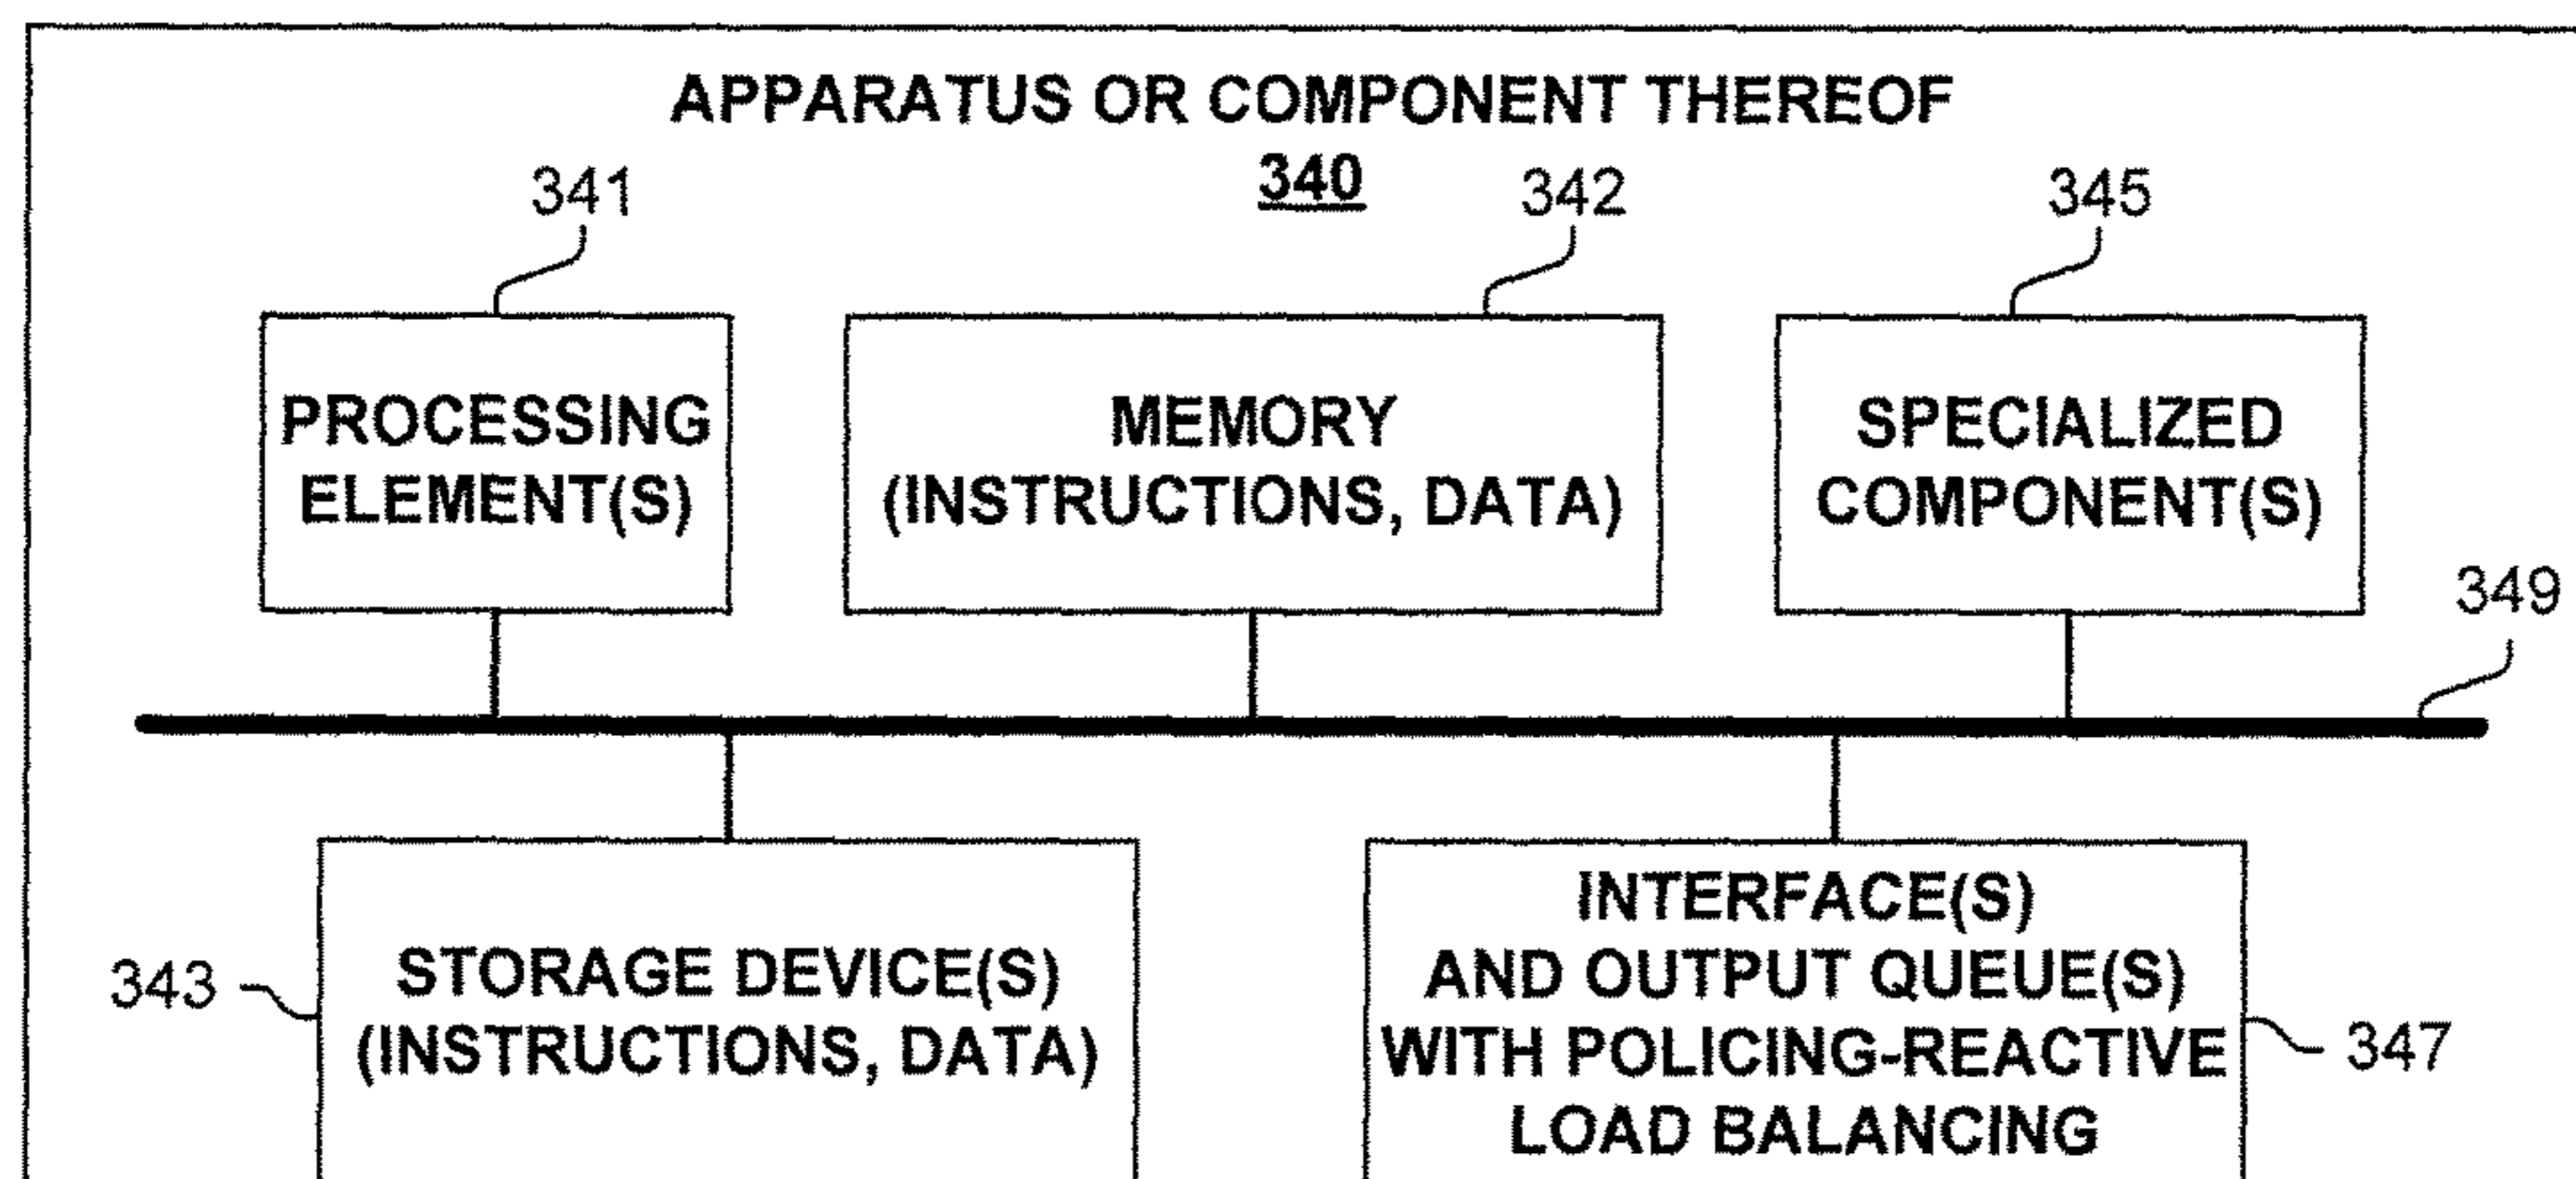 APPARATUS OR COMPONENT THEREOF
340
341
342
345
PROCESSING
ELEMENT(S)
MEMORY
(INSTRUCTIONS, DATA)
SPECIALIZED
COMPONENT(S)
349
343
STORAGE DEVICE(S)
(INSTRUCTIONS, DATA)
INTERFACE(S)
AND OUTPUT QUEUE(S)
WITH POLICING-REACTIVE
LOAD BALANCING
347